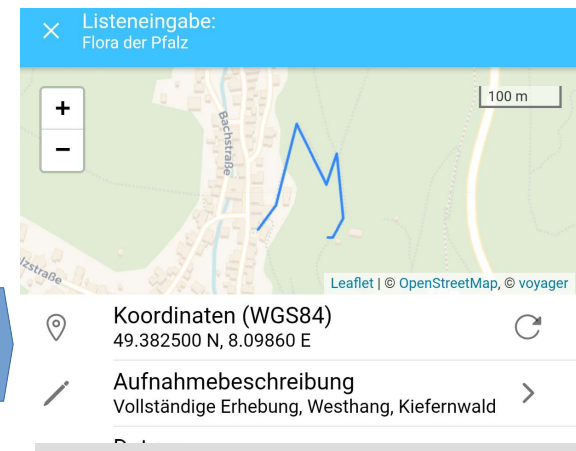 Listeneingabe:
Flora der Pfalz
+
−
100 m
Bachstraße
Leaflet | © OpenStreetMap, © voyager
Koordinaten (WGS84)
49.382500 N, 8.09860 E
Aufnahmebeschreibung
Vollständige Erhebung, Westhang, Kiefernwald